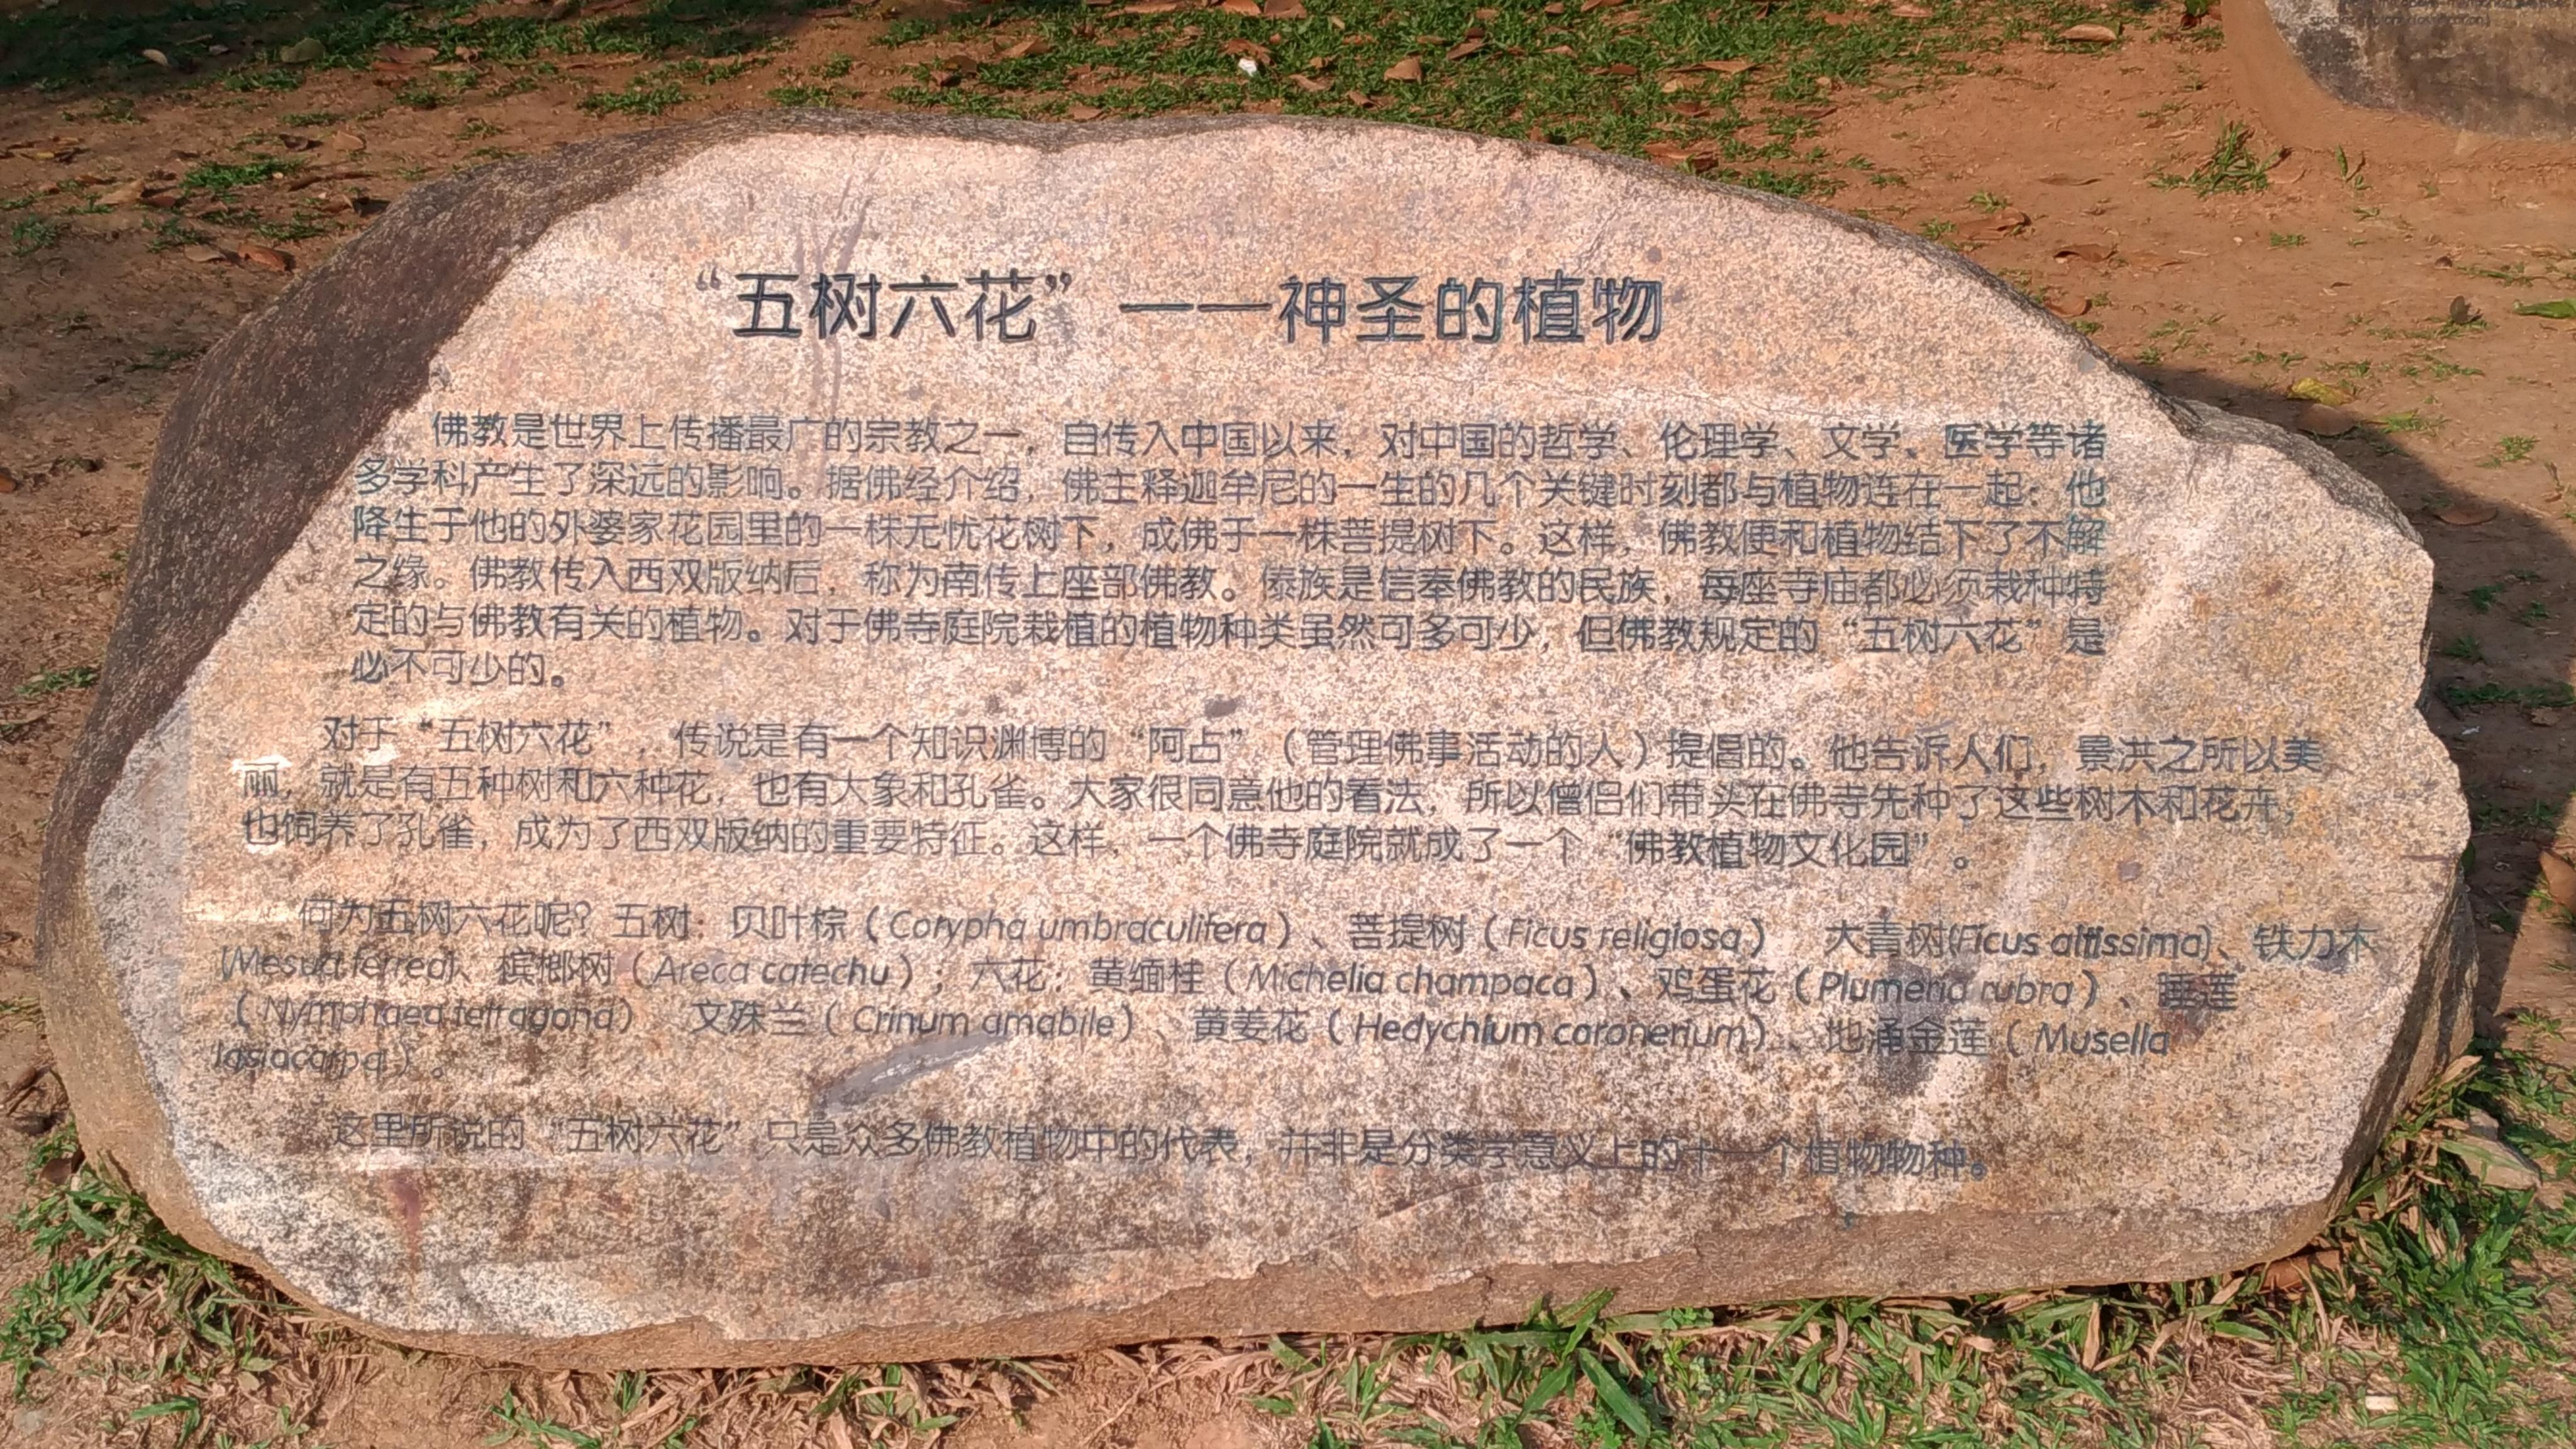 “五树六花”——神圣的植物
佛教是世界上传播最广的宗教之一，自传入中国以来，对中国的哲学、伦理学、文学、医学等诸
多学科产生了深远的影响。据佛经介绍，佛主释迦牟尼的一生的几个关键时刻都与植物连在一起：他
降生于他的外婆家花园里的一株无忧花树下，成佛于一株菩提树下。这样，佛教便和植物结下了不解
之缘。佛教传入西双版纳后，称为南传上座部佛教。傣族是信奉佛教的民族，每座寺庙都必须栽种特
定的与佛教有关的植物。对于佛寺庭院栽植的植物种类虽然可多可少，但佛教规定的“五树六花”是
必不可少的。
对于“五树六花”，传说是有一个知识渊博的“阿占”（管理佛事活动的人）提倡的。他告诉人们，景洪之所以美
丽，就是有五种树和六种花，也有大象和孔雀。大家很同意他的看法，所以僧侣们带头在佛寺先种了这些树木和花卉，
也饲养了孔雀，成为了西双版纳的重要特征。这样，一个佛寺庭院就成了一个“佛教植物文化园”。
何为五树六花呢？五树：贝叶棕（Corypha umbraculifera）、菩提树（Ficus religiosa） 大青树(Ficus altissima)、铁力木
(Mesua ferrea)、槟榔树（Areca catechu）；六花：黄缅桂（Michelia champaca）、鸡蛋花（Plumeria rubra）、睡莲
（Nymphaea tetragona） 文殊兰（Crinum amabile）、黄姜花（Hedychium coronerium）、地涌金莲（Musella
lasiocarpa）。
这里所说的“五树六花”只是众多佛教植物中的代表，并非是分类学意义上的十一个植物物种。